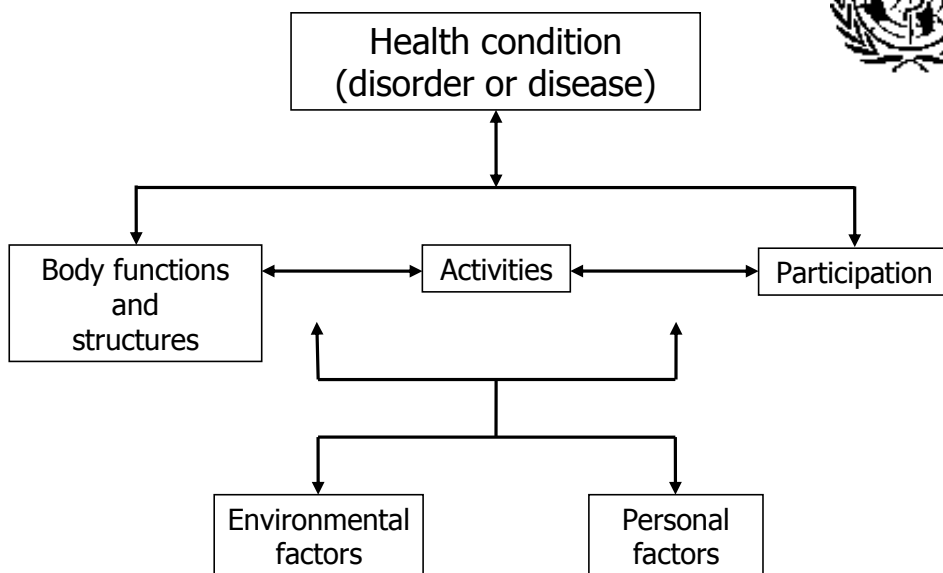 Health condition
(disorder or disease)
Body functions
and
structures
Activities
Participation
Environmental
factors
Personal
factors